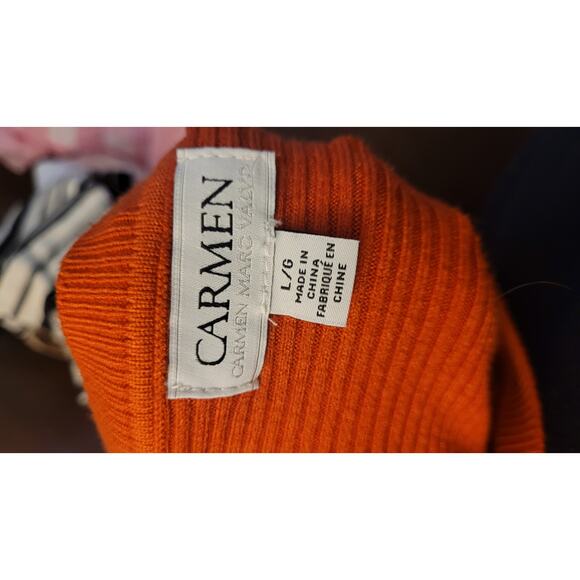 CARMEN
CARMEN MARC VALVO
L/G
MADE IN
CHINA
FABRIQUÉ EN
CHINE